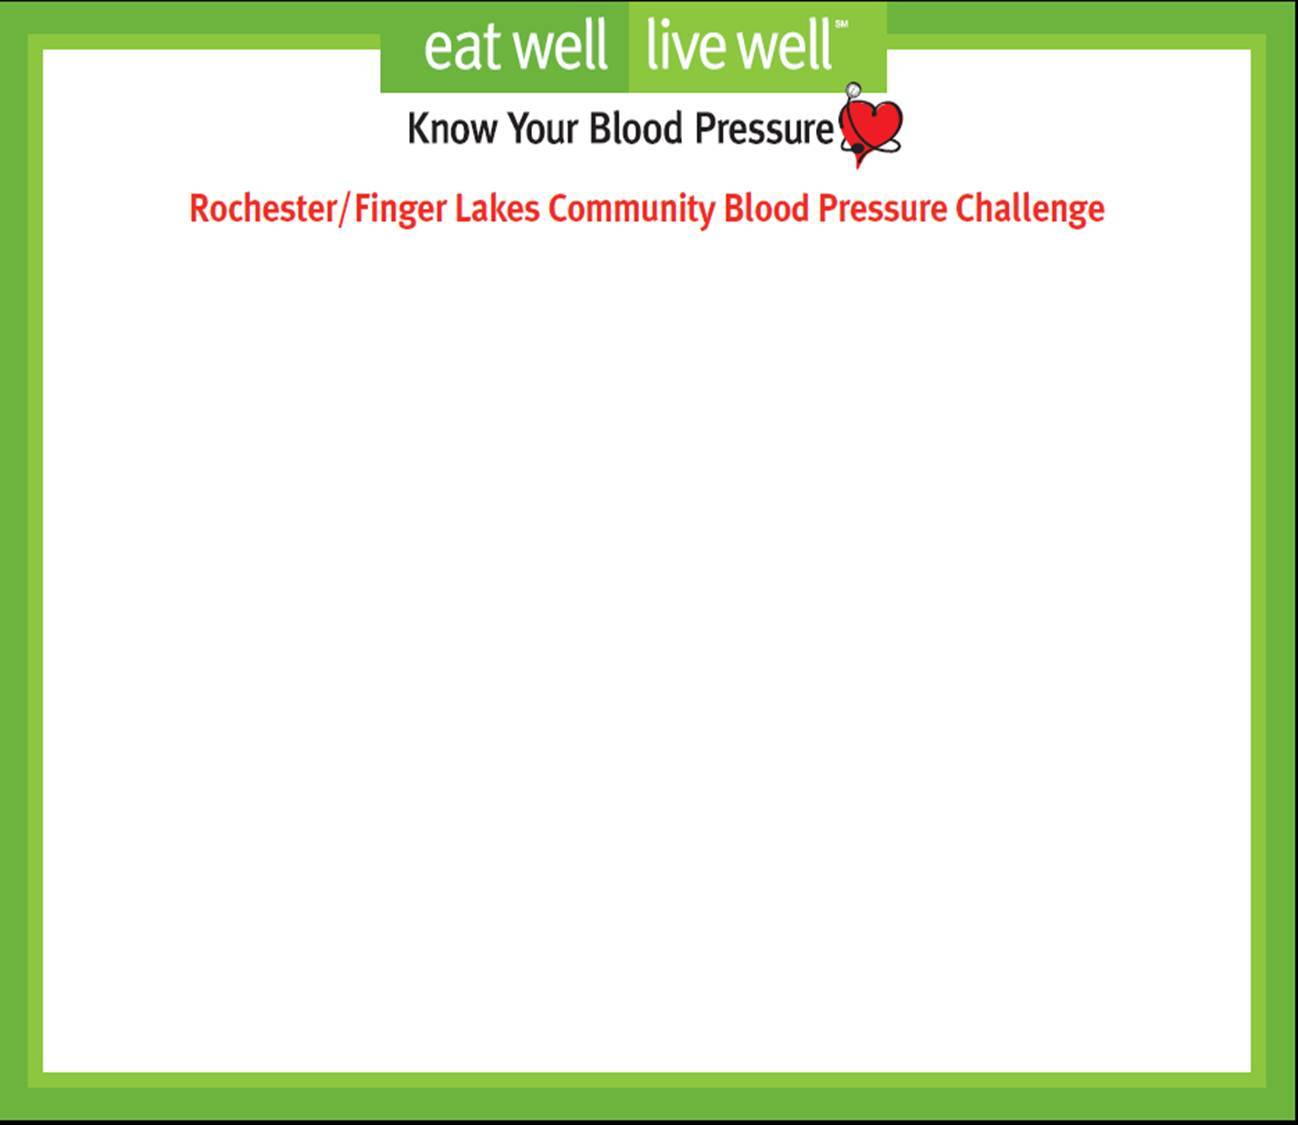 eat well live well℠
Know Your Blood Pressure
Rochester/Finger Lakes Community Blood Pressure Challenge